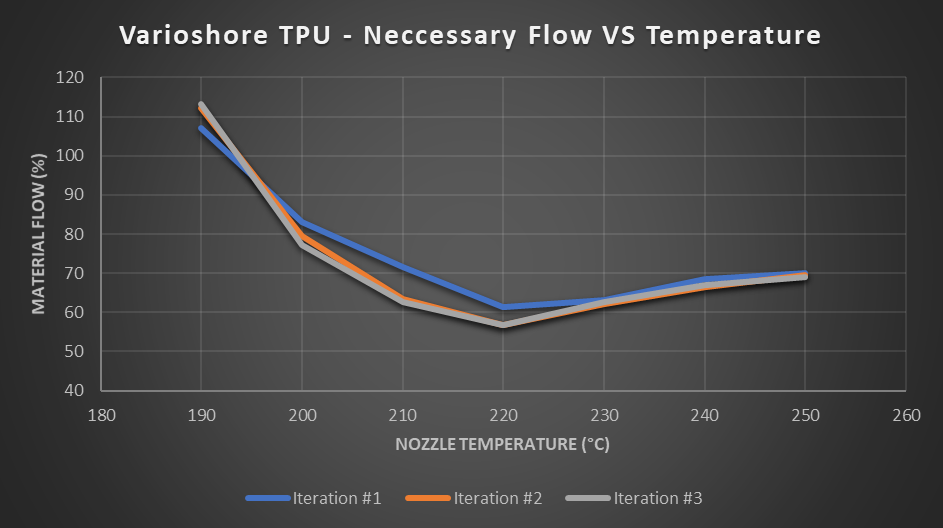 Varioshore TPU - Neccessary Flow VS Temperature
120
110
100
90
80
70
60
50
40
MATERIAL FLOW (%)
180 190 200 210 220 230 240 250 260
NOZZLE TEMPERATURE (°C)
Iteration #1 Iteration #2 Iteration #3